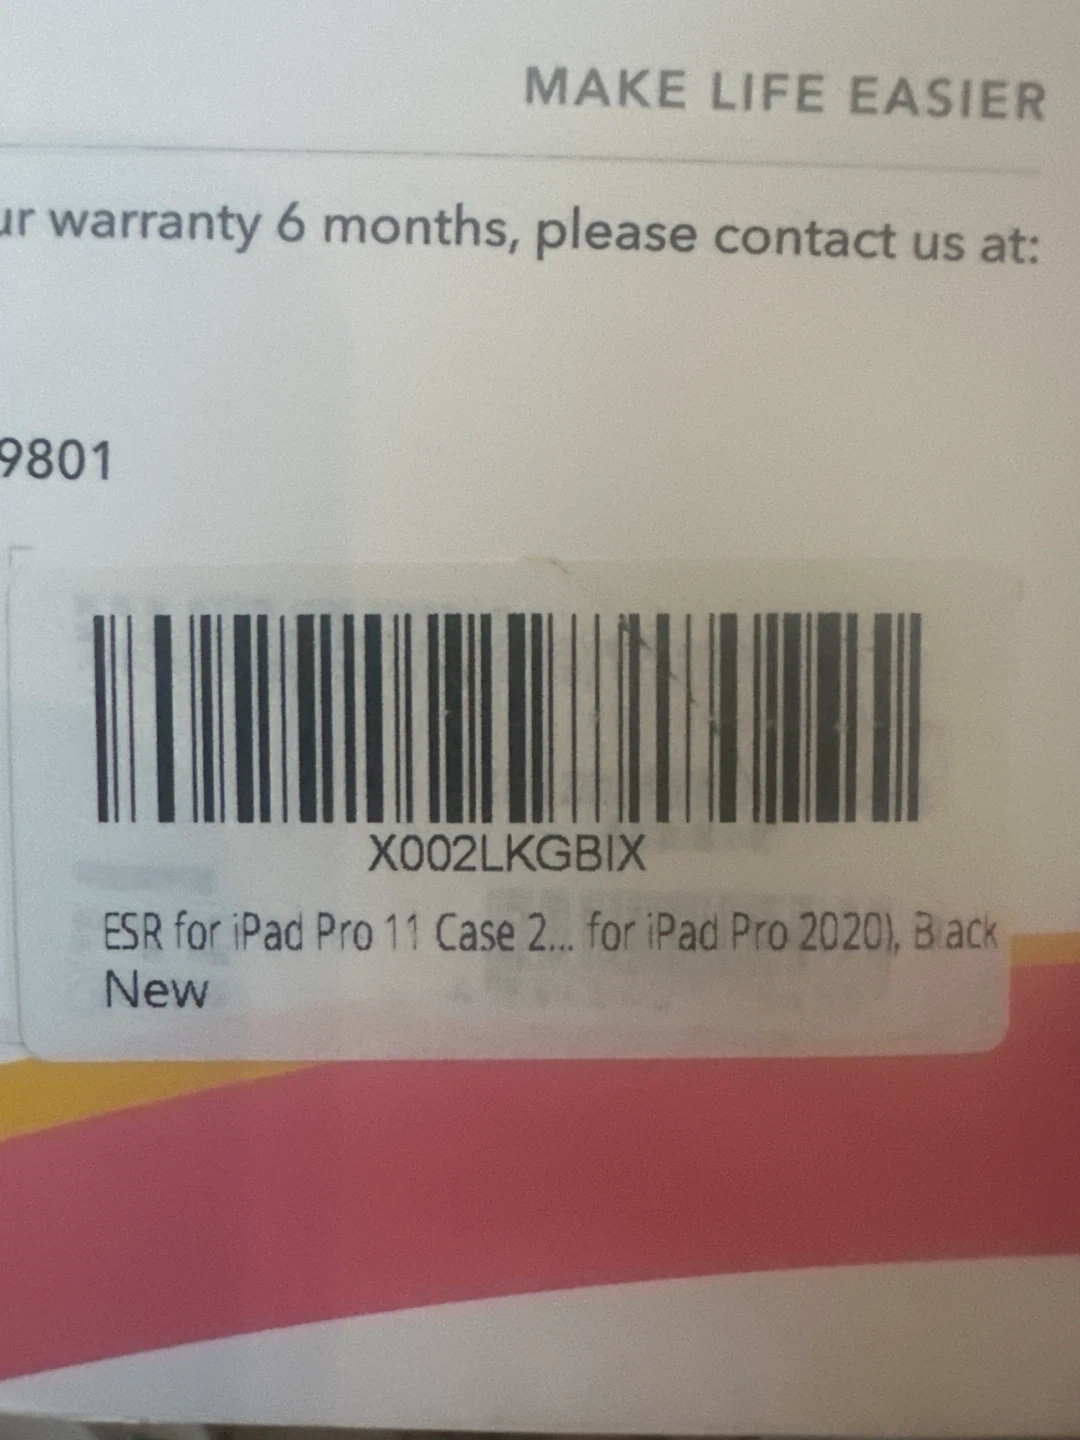 MAKE LIFE EASIER
ur warranty 6 months, please contact us at:
9801
X002LKGBIX
ESR for iPad Pro 11 Case 2... for iPad Pro 2020), Black
New